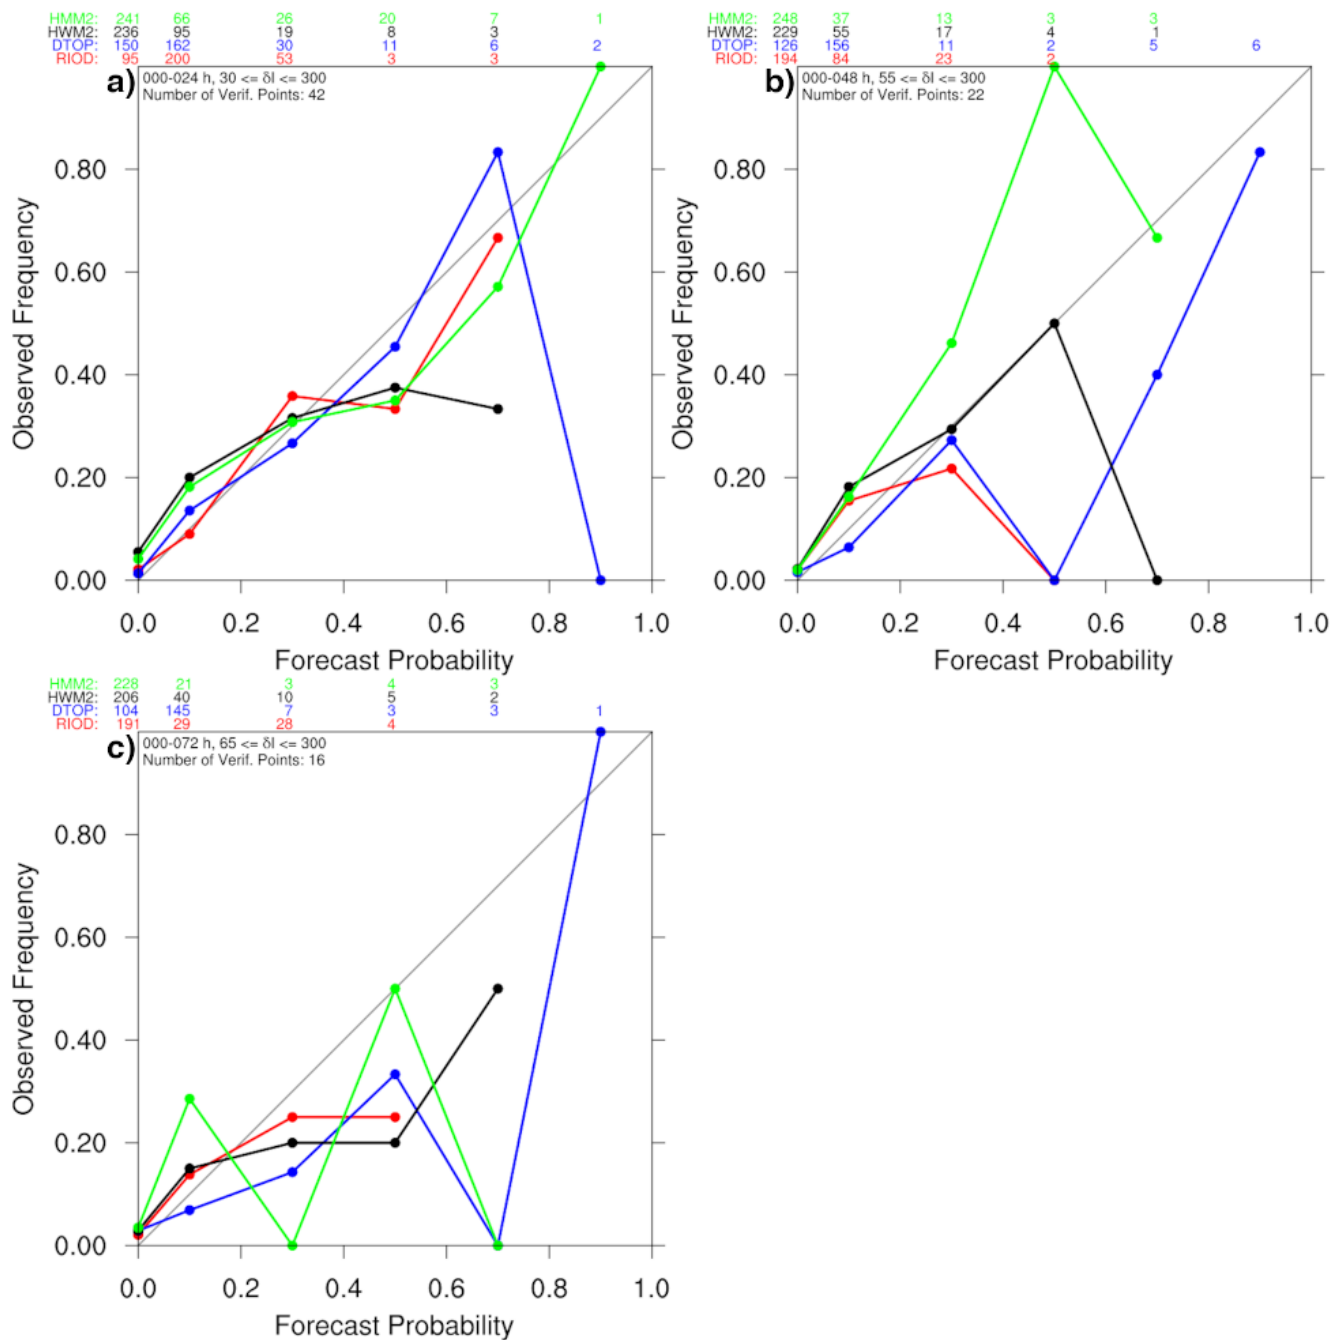 HMM2: 241 66 26 20 7 1
HWM2: 236 95 19 8 3
DTOP: 150 162 30 11 6 2
RIOD: 95 200 53 3 3
a) 000-024 h, 30 <= δI <= 300
Number of Verif. Points: 42
0.80
0.60
0.40
0.20
0.00
Observed Frequency
0.0 0.2 0.4 0.6 0.8 1.0
Forecast Probability
HMM2: 248 37 13 3 3
HWM2: 229 55 17 4 1
DTOP: 126 156 11 2 5 6
RIOD: 194 84 23 2
b) 000-048 h, 55 <= δI <= 300
Number of Verif. Points: 22
0.80
0.60
0.40
0.20
0.00
Observed Frequency
0.0 0.2 0.4 0.6 0.8 1.0
Forecast Probability
HMM2: 228 21 3 4 3
HWM2: 206 40 10 5 2
DTOP: 104 145 7 3 3 1
RIOD: 191 29 28 4
c) 000-072 h, 65 <= δI <= 300
Number of Verif. Points: 16
0.80
0.60
0.40
0.20
0.00
Observed Frequency
0.0 0.2 0.4 0.6 0.8 1.0
Forecast Probability